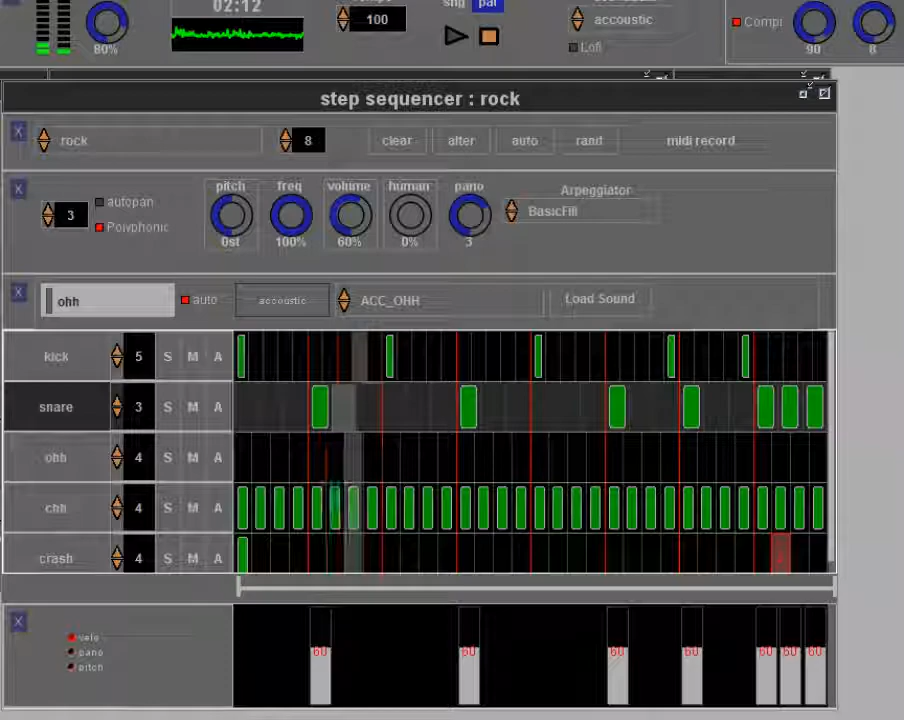 02:12
100
sng pat
accoustic
Lofi
Compr
80%
90 8
step sequencer : rock
X rock 8 clear alter auto rand midi record
X
3
autopan
Polyphonic
pitch freq volume human pano
0st 100% 60% 0% 3
Arpeggiator
BasicFill
X ohh auto accoustic ACC_OHH Load Sound
kick 5 S M A
snare 3 S M A
ohh 4 S M A
chh 4 S M A
crash 4 S M A
X
velo
pano
pitch
60 60 60 60 60 60 60